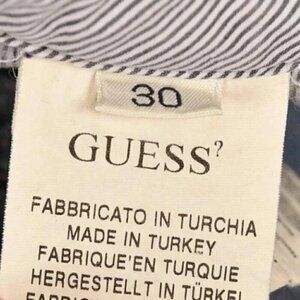 30
GUESS?
FABBRICATO IN TURCHIA
MADE IN TURKEY
FABRIQUE'EN TURQUIE
HERGESTELLT IN TÜRKEI